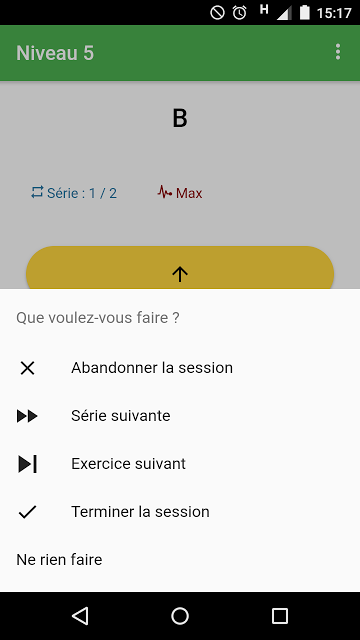 H 15:17
Niveau 5
B
Série : 1 / 2 Max
Que voulez-vous faire ?
Abandonner la session
Série suivante
Exercice suivant
Terminer la session
Ne rien faire